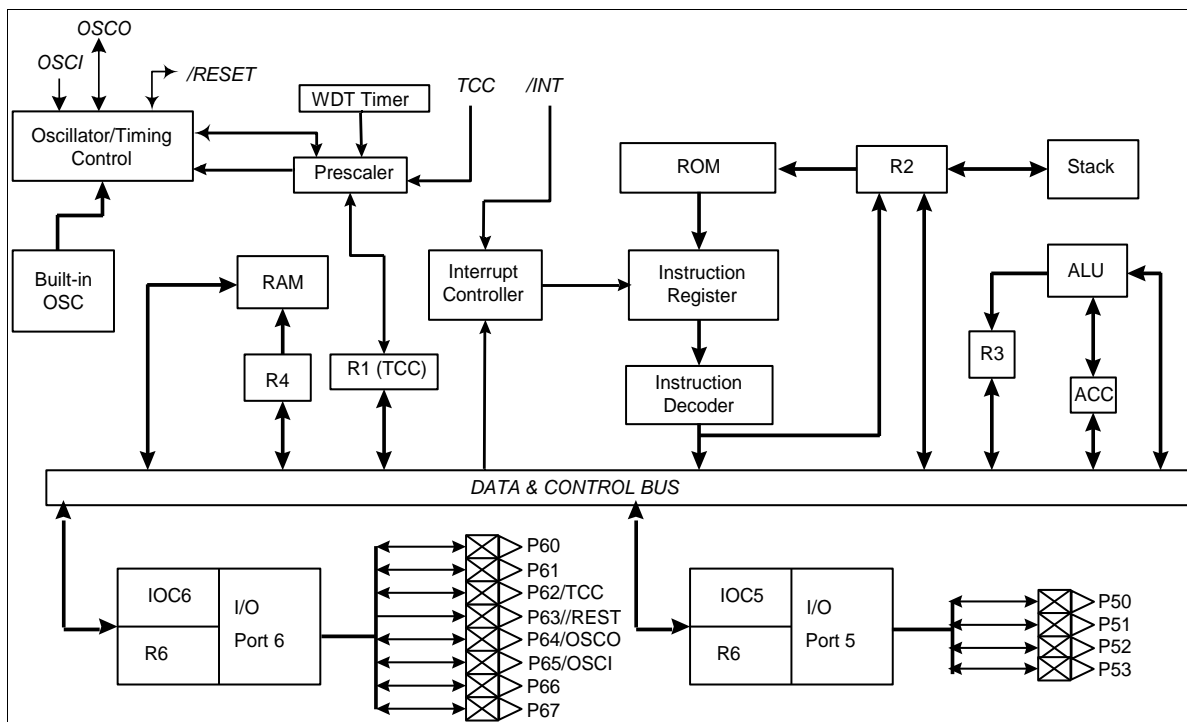 OSCO
OSCI
/RESET
TCC
/INT
WDT Timer
Oscillator/Timing
Control
Prescaler
ROM
R2
Stack
Built-in
OSC
RAM
Interrupt
Controller
Instruction
Register
ALU
R4
R1 (TCC)
Instruction
Decoder
R3
ACC
DATA & CONTROL BUS
IOC6
R6
I/O
Port 6
P60
P61
P62/TCC
P63//REST
P64/OSCO
P65/OSCI
P66
P67
IOC5
R6
I/O
Port 5
P50
P51
P52
P53